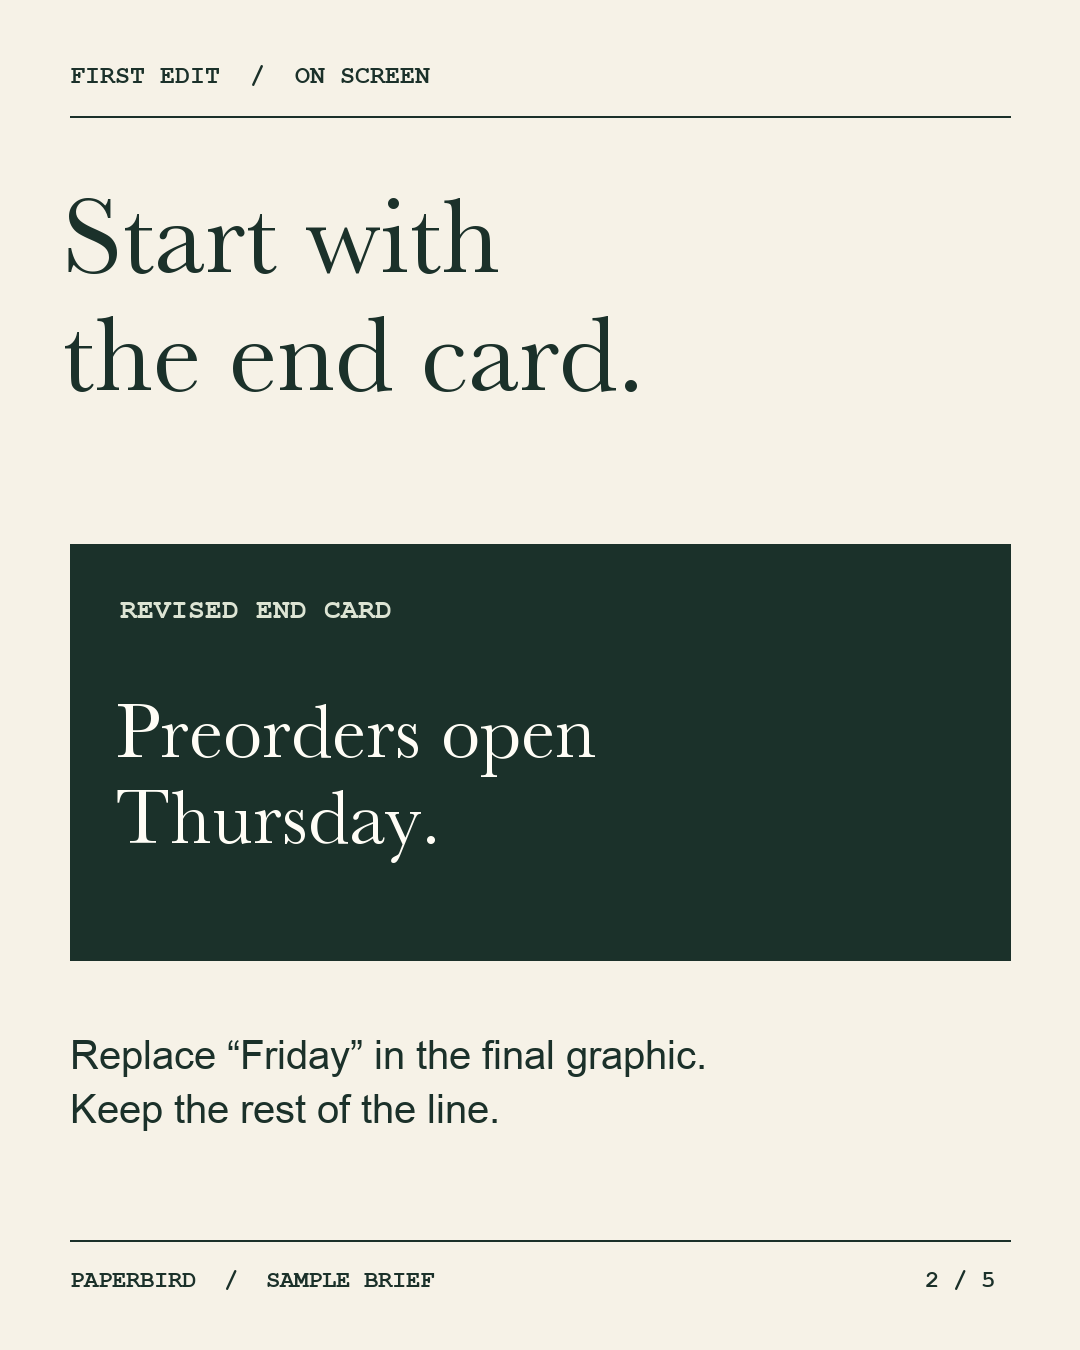 FIRST EDIT / ON SCREEN
Start with
the end card.
REVISED END CARD
Preorders open
Thursday.
Replace “Friday” in the final graphic.
Keep the rest of the line.
PAPERBIRD / SAMPLE BRIEF
2 / 5